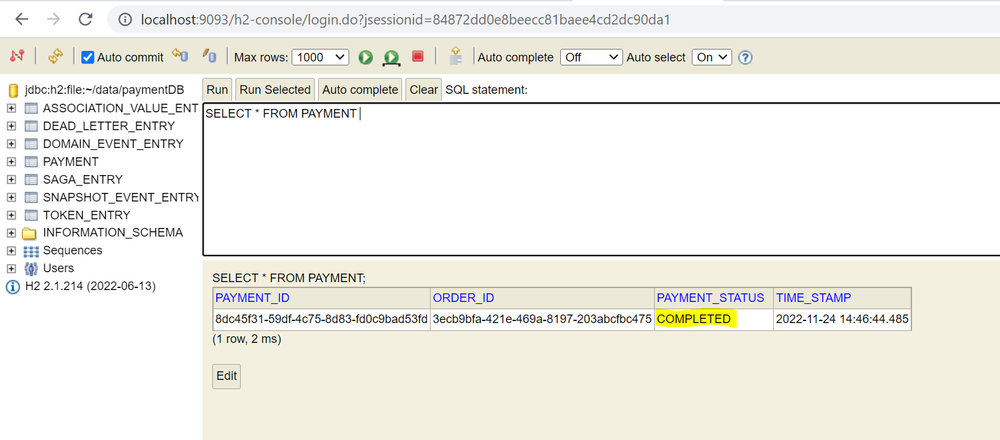 localhost:9093/h2-console/login.do?jsessionid=84872dd0e8beecc81baee4cd2dc90da1
Auto commit Max rows: 1000 Auto complete Off Auto select On ?
jdbc:h2:file:~/data/paymentDB
ASSOCIATION_VALUE_ENT
DEAD_LETTER_ENTRY
DOMAIN_EVENT_ENTRY
PAYMENT
SAGA_ENTRY
SNAPSHOT_EVENT_ENTRY
TOKEN_ENTRY
INFORMATION_SCHEMA
Sequences
Users
H2 2.1.214 (2022-06-13)
Run Run Selected Auto complete Clear SQL statement:
SELECT * FROM PAYMENT
SELECT * FROM PAYMENT;
PAYMENT_ID ORDER_ID PAYMENT_STATUS TIME_STAMP
8dc45f31-59df-4c75-8d83-fd0c9bad53fd 3ecb9bfa-421e-469a-8197-203abcfbc475 COMPLETED 2022-11-24 14:46:44.485
(1 row, 2 ms)
Edit